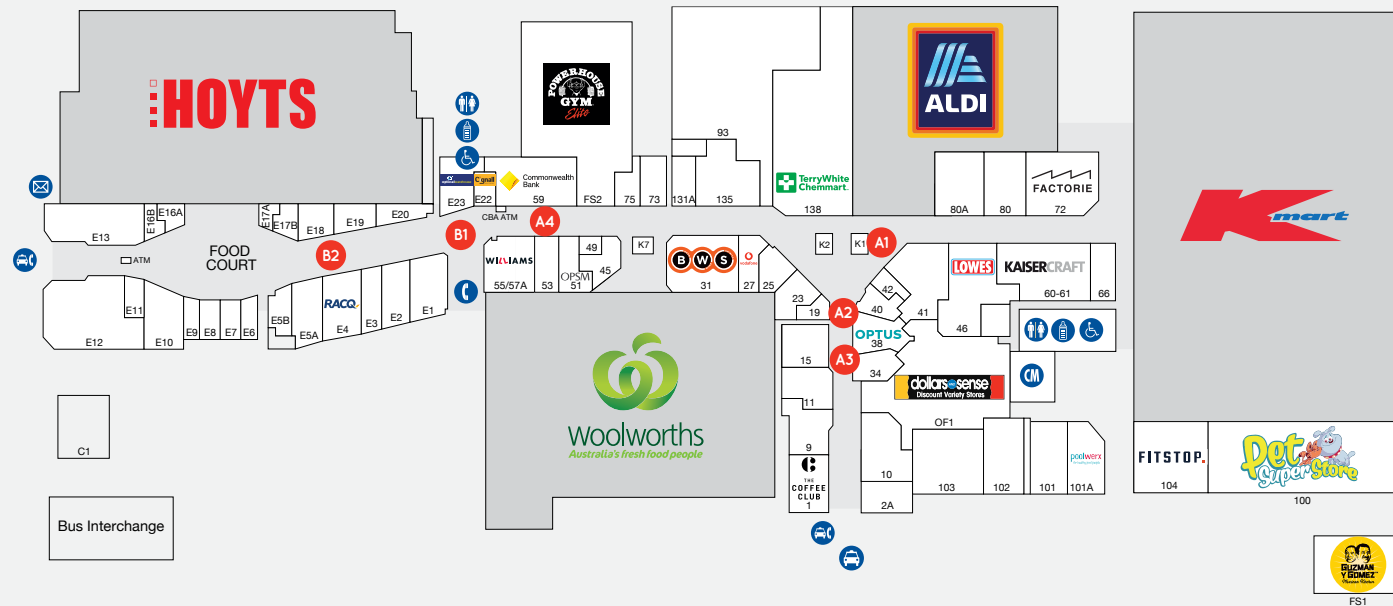 HOYTS
POWERHOUSE
GYM
Elite
ALDI
93
TerryWhite
Chemmart.
FACTORIE
Kmart
C!gnall
Commonwealth
Bank
E23
E22
59
FS2
75
73
131A
135
138
80A
80
72
CBA ATM
A4
B1
B2
A1
E13
E16B
E16A
E17A
E17B
E18
E19
E20
FOOD
COURT
ATM
WILLIAMS
55/57A
53
OPSM
51
49
45
K7
BWS
31
vodafone
27
25
23
19
K2
K1
A2
A3
42
40
41
LOWES
KAISERCRAFT
60-61
66
46
OPTUS
38
34
E12
E11
E10
E9
E8
E7
E6
E5B
E5A
RACQ
E4
E3
E2
E1
Woolworths
Australia's fresh food people
15
11
9
THE
COFFEE
CLUB
1
dollars and sense
Discount Variety Stores
OF1
CM
10
2A
103
102
101
poolwerx
101A
FITSTOP.
104
Pet
Super Store
100
C1
Bus Interchange
GUZMAN
Y GOMEZ
Mexican Kitchen
FS1